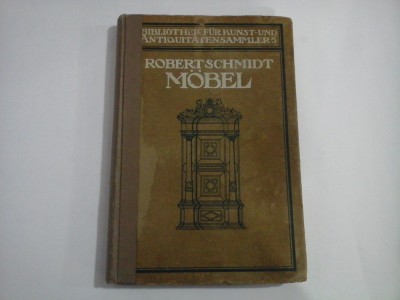 BIBLIOTHEK FÜR KUNST- UND
ANTIQUITÄTENSAMMLER 5
ROBERT SCHMIDT
MÖBEL